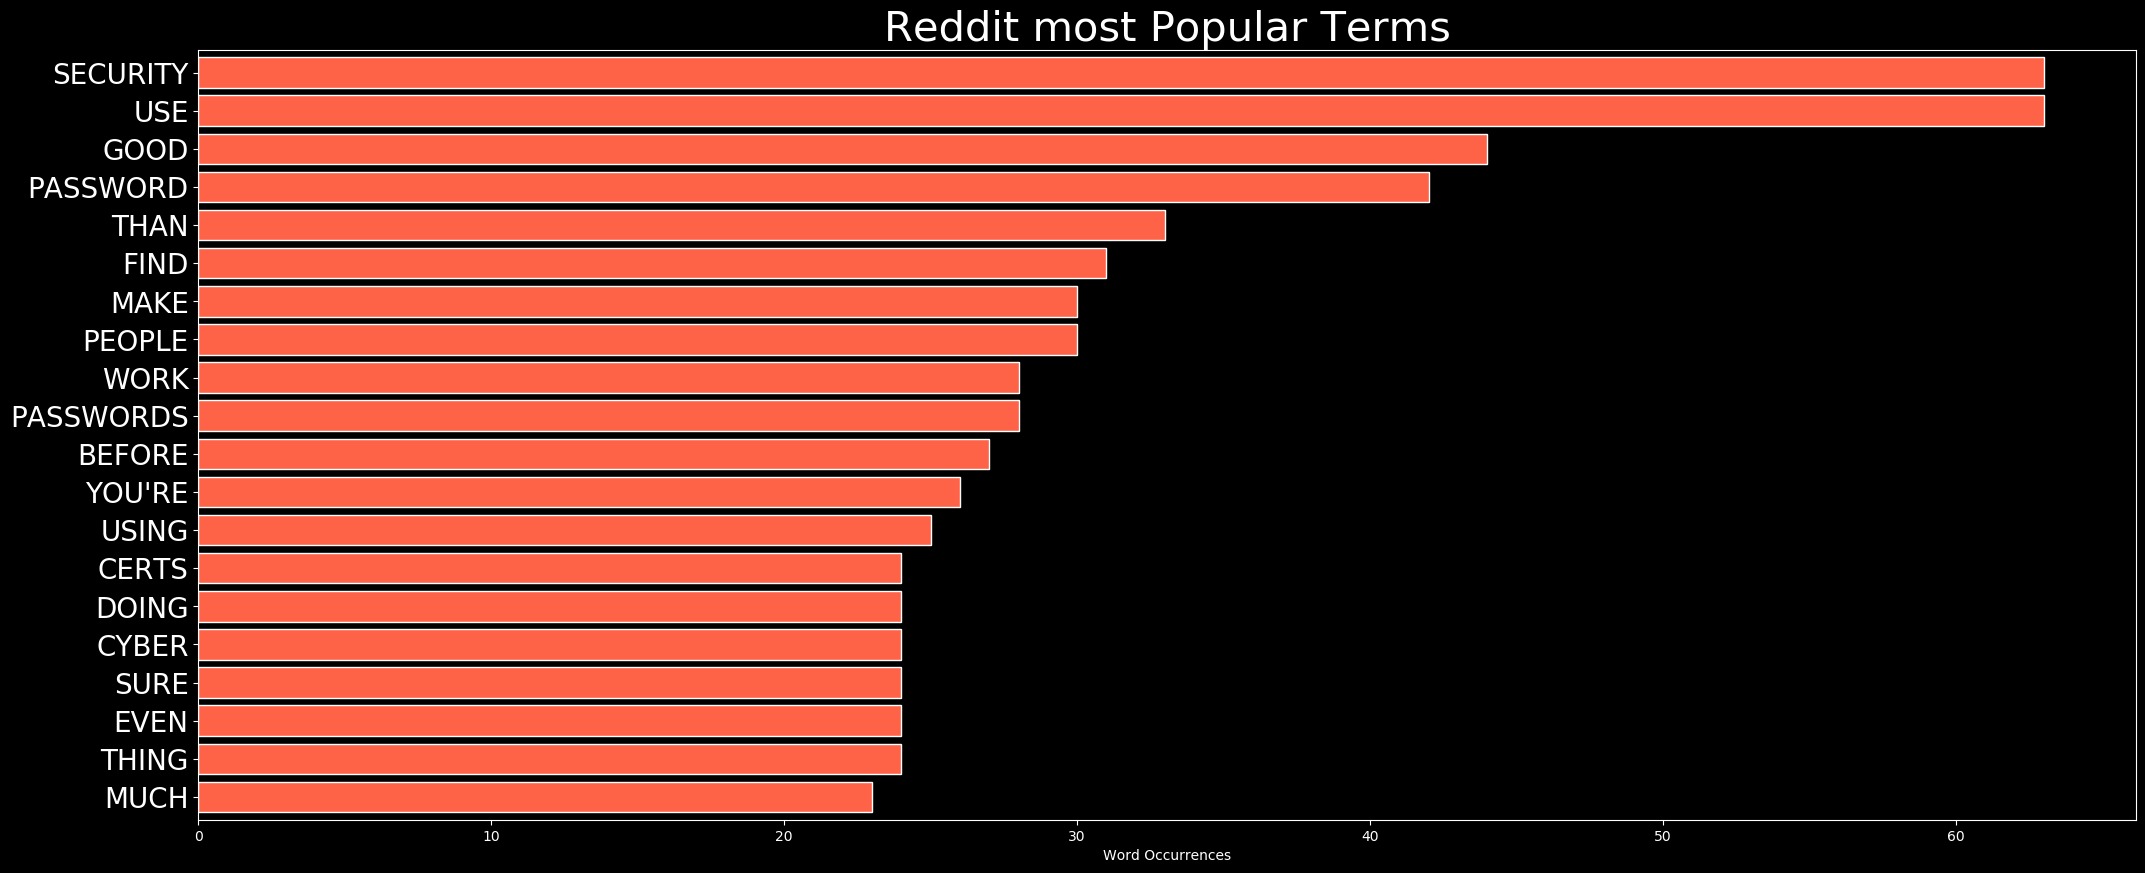 Reddit most Popular Terms
SECURITY
USE
GOOD
PASSWORD
THAN
FIND
MAKE
PEOPLE
WORK
PASSWORDS
BEFORE
YOU'RE
USING
CERTS
DOING
CYBER
SURE
EVEN
THING
MUCH
0 10 20 30 40 50 60
Word Occurrences